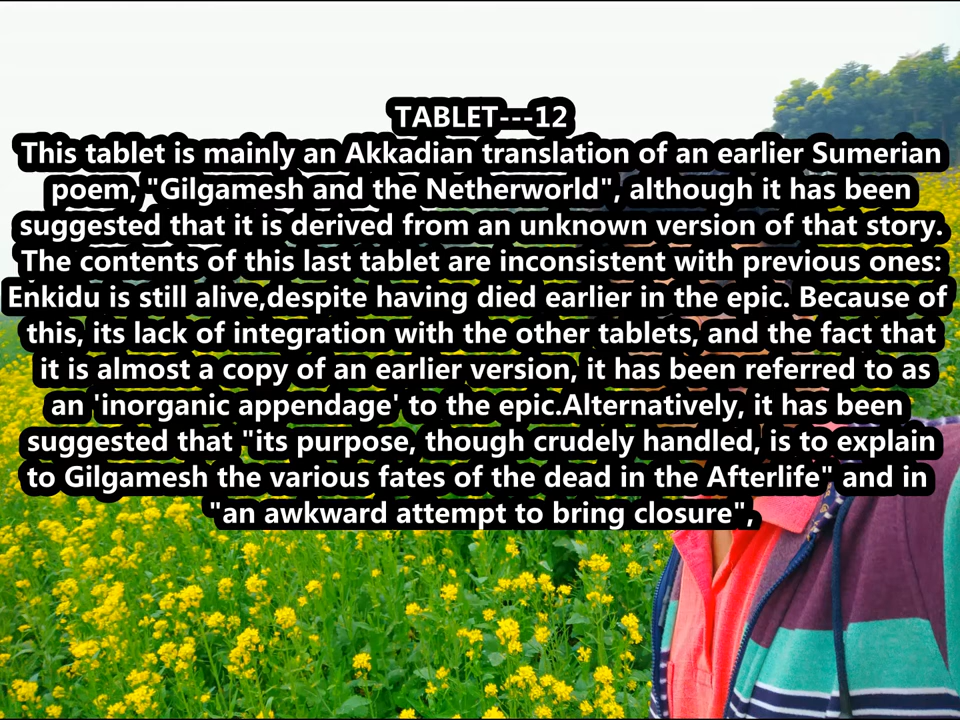 TABLET---12
This tablet is mainly an Akkadian translation of an earlier Sumerian
poem, "Gilgamesh and the Netherworld", although it has been
suggested that it is derived from an unknown version of that story.
The contents of this last tablet are inconsistent with previous ones:
Enkidu is still alive,despite having died earlier in the epic. Because of
this, its lack of integration with the other tablets, and the fact that
it is almost a copy of an earlier version, it has been referred to as
an 'inorganic appendage' to the epic.Alternatively, it has been
suggested that "its purpose, though crudely handled, is to explain
to Gilgamesh the various fates of the dead in the Afterlife" and in
"an awkward attempt to bring closure",